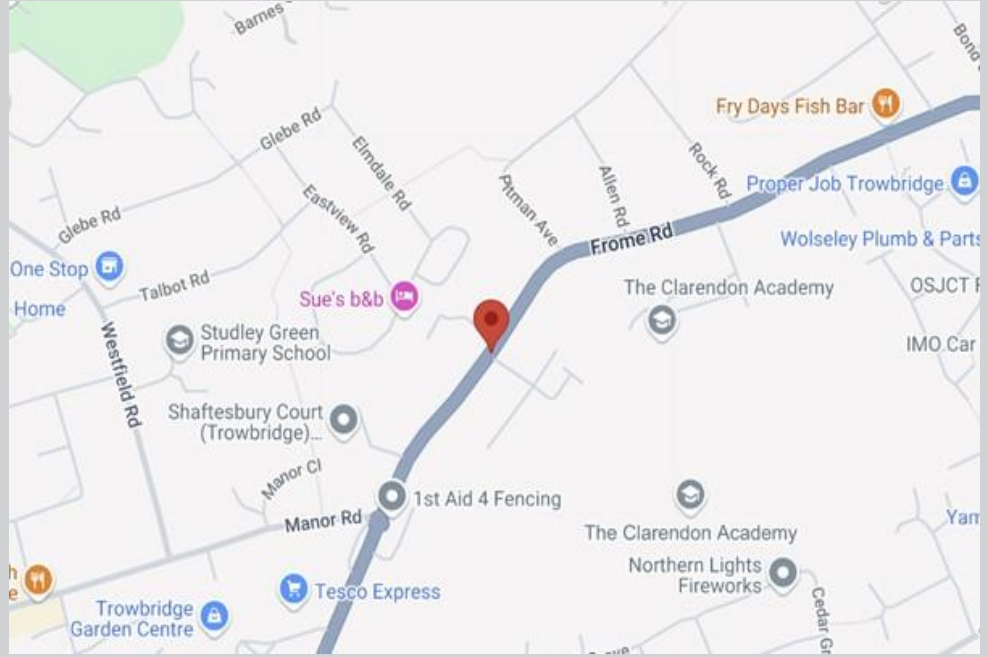 Barnes
Bond
Fry Days Fish Bar
Glebe Rd
Elmdale Rd
Rock Rd
Allen Rd
Pitman Ave
Proper Job Trowbridge
Eastview Rd
Glebe Rd
Frome Rd
Wolseley Plumb & Parts
One Stop
Talbot Rd
Sue's b&b
The Clarendon Academy
OSJCT
Home
Studley Green
Primary School
IMO Car
Westfield Rd
Shaftesbury Court
(Trowbridge)...
Manor Cl
1st Aid 4 Fencing
Manor Rd
The Clarendon Academy
Yam
Northern Lights
Fireworks
Tesco Express
Trowbridge
Garden Centre
Cedar Gr